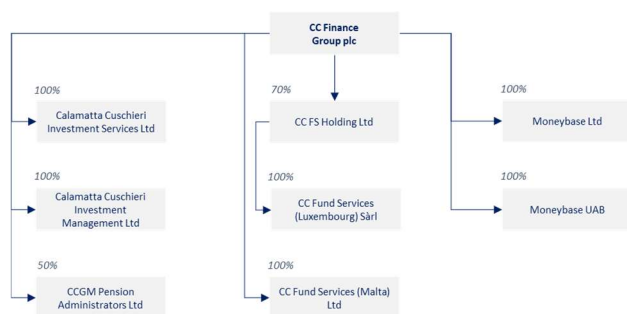 CC Finance
Group plc
100%
70%
100%
Calamatta Cuschieri
Investment Services Ltd
CC FS Holding Ltd
Moneybase Ltd
100%
100%
100%
Calamatta Cuschieri
Investment
Management Ltd
CC Fund Services
(Luxembourg) Sàrl
Moneybase UAB
50%
100%
CCGM Pension
Administrators Ltd
CC Fund Services (Malta)
Ltd